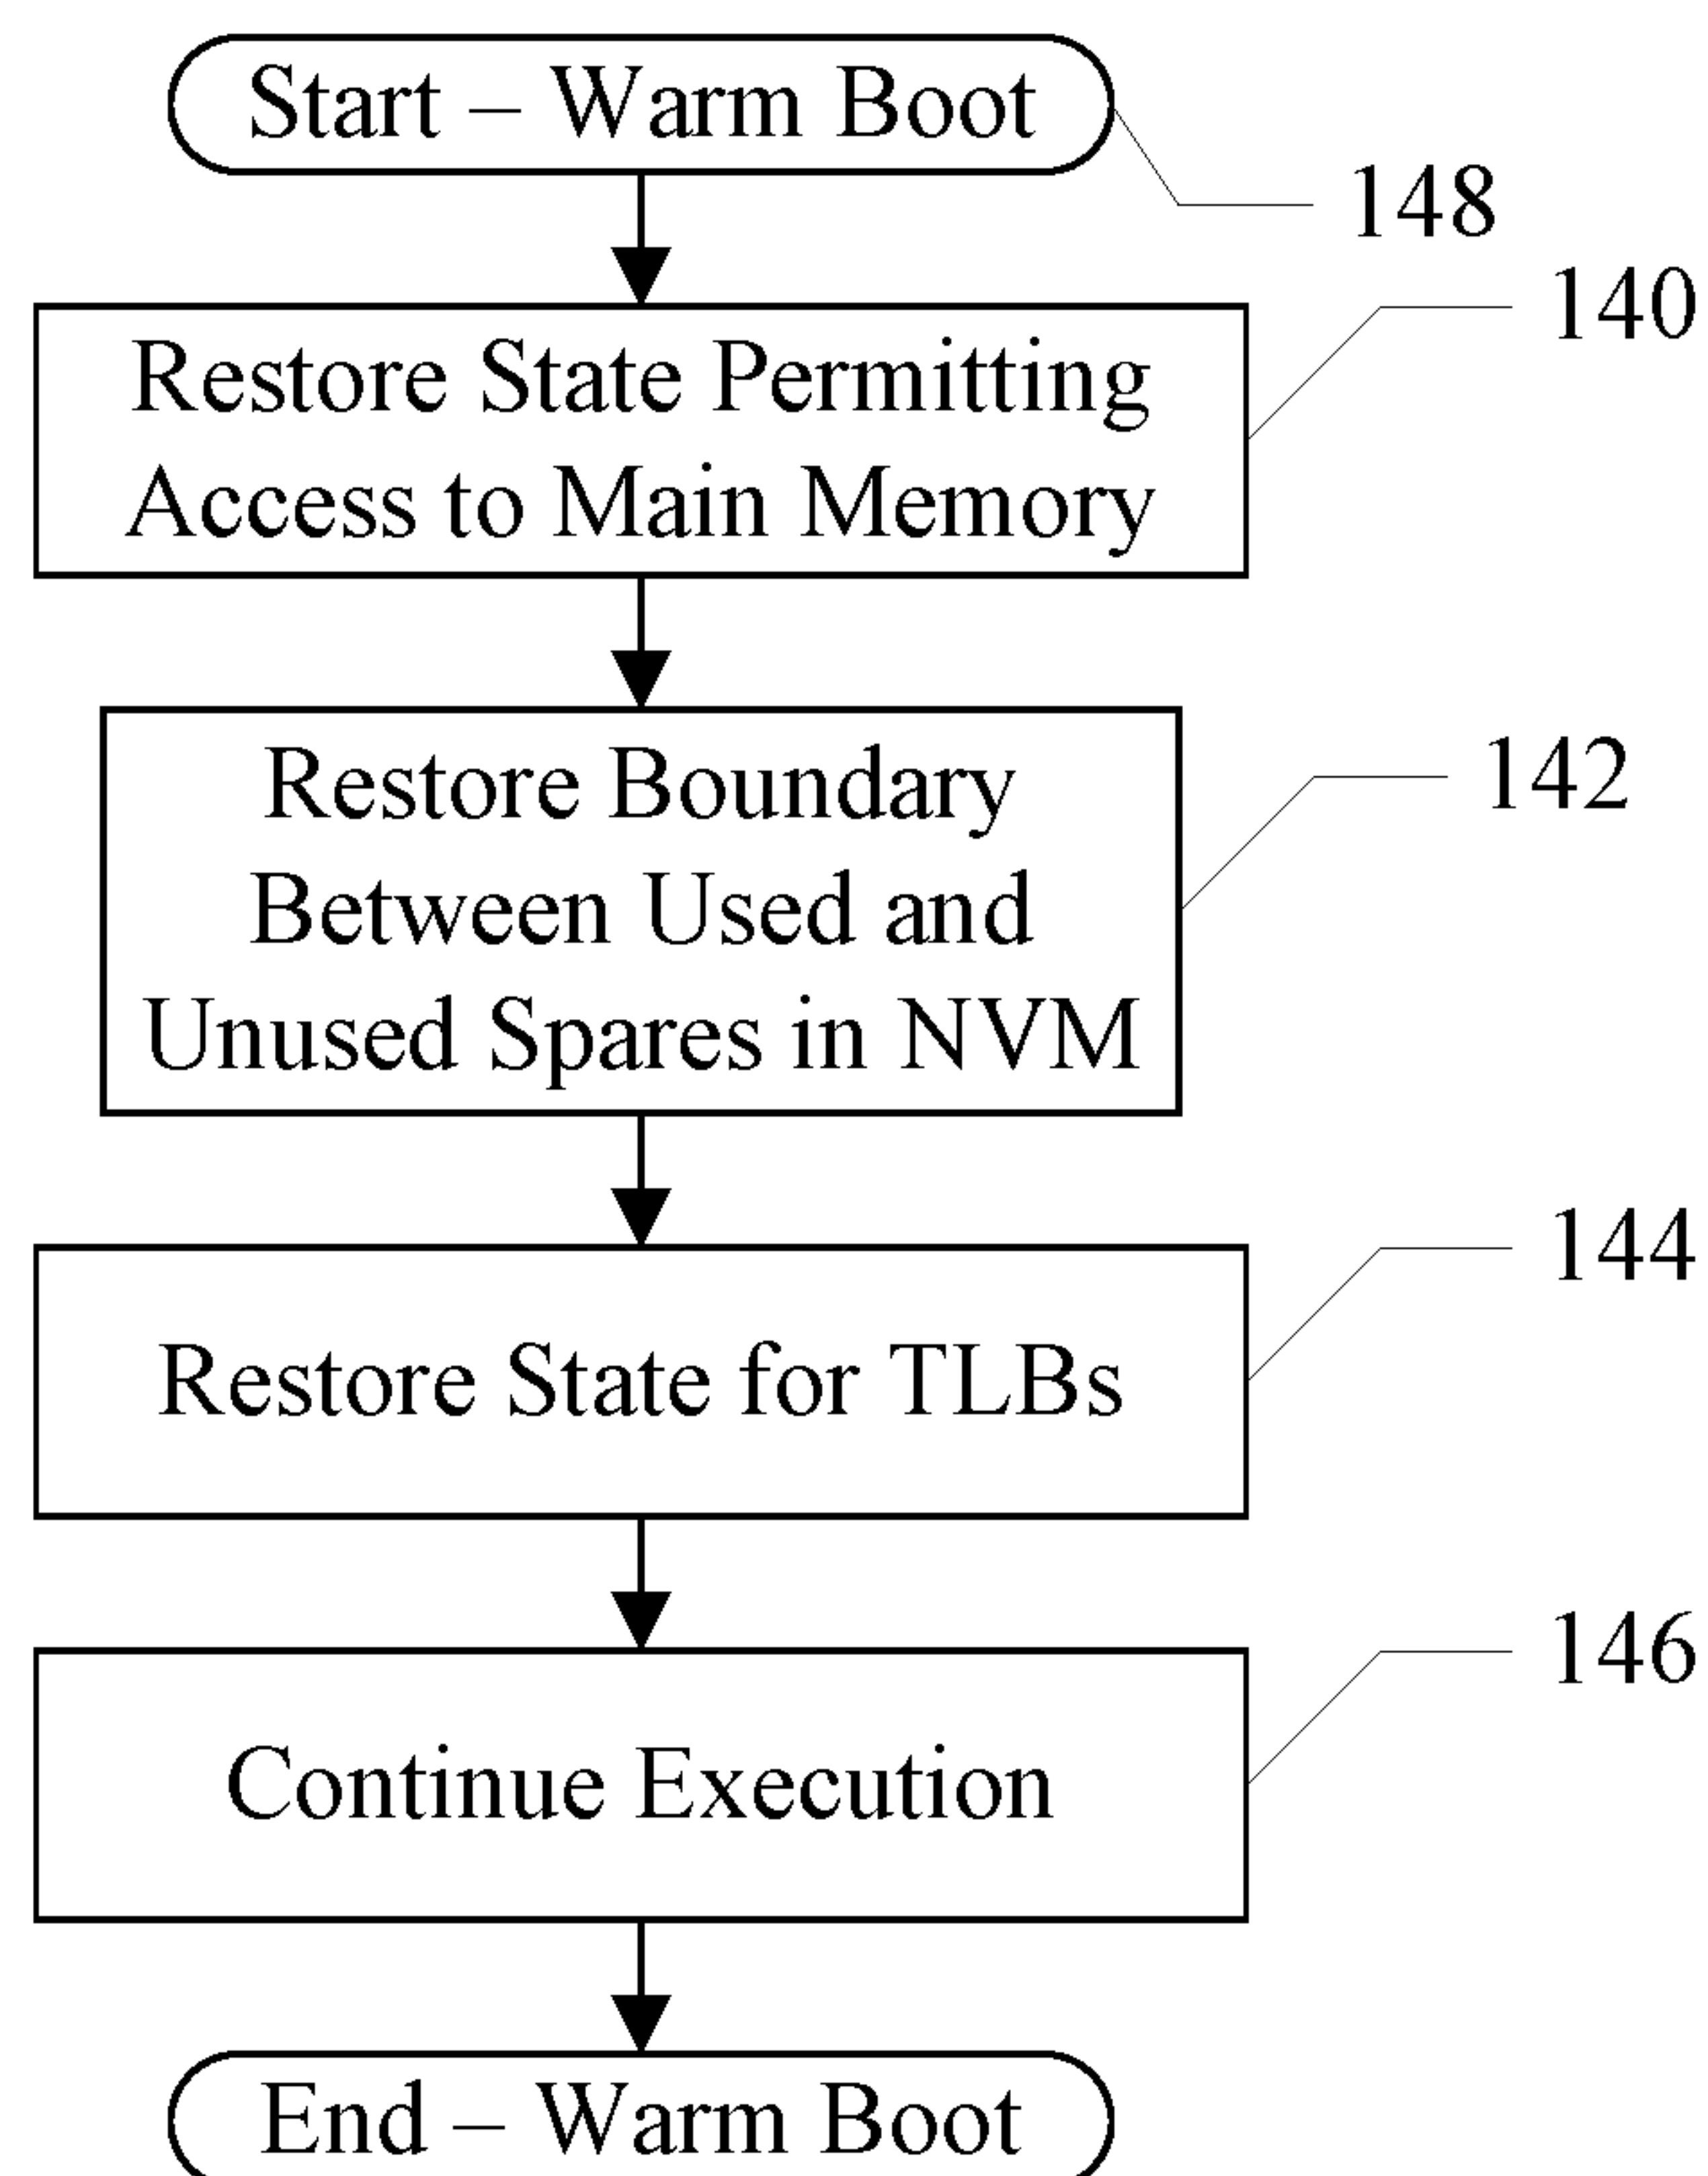 Start – Warm Boot
148
140
Restore State Permitting
Access to Main Memory
142
Restore Boundary
Between Used and
Unused Spares in NVM
144
Restore State for TLBs
146
Continue Execution
End – Warm Boot